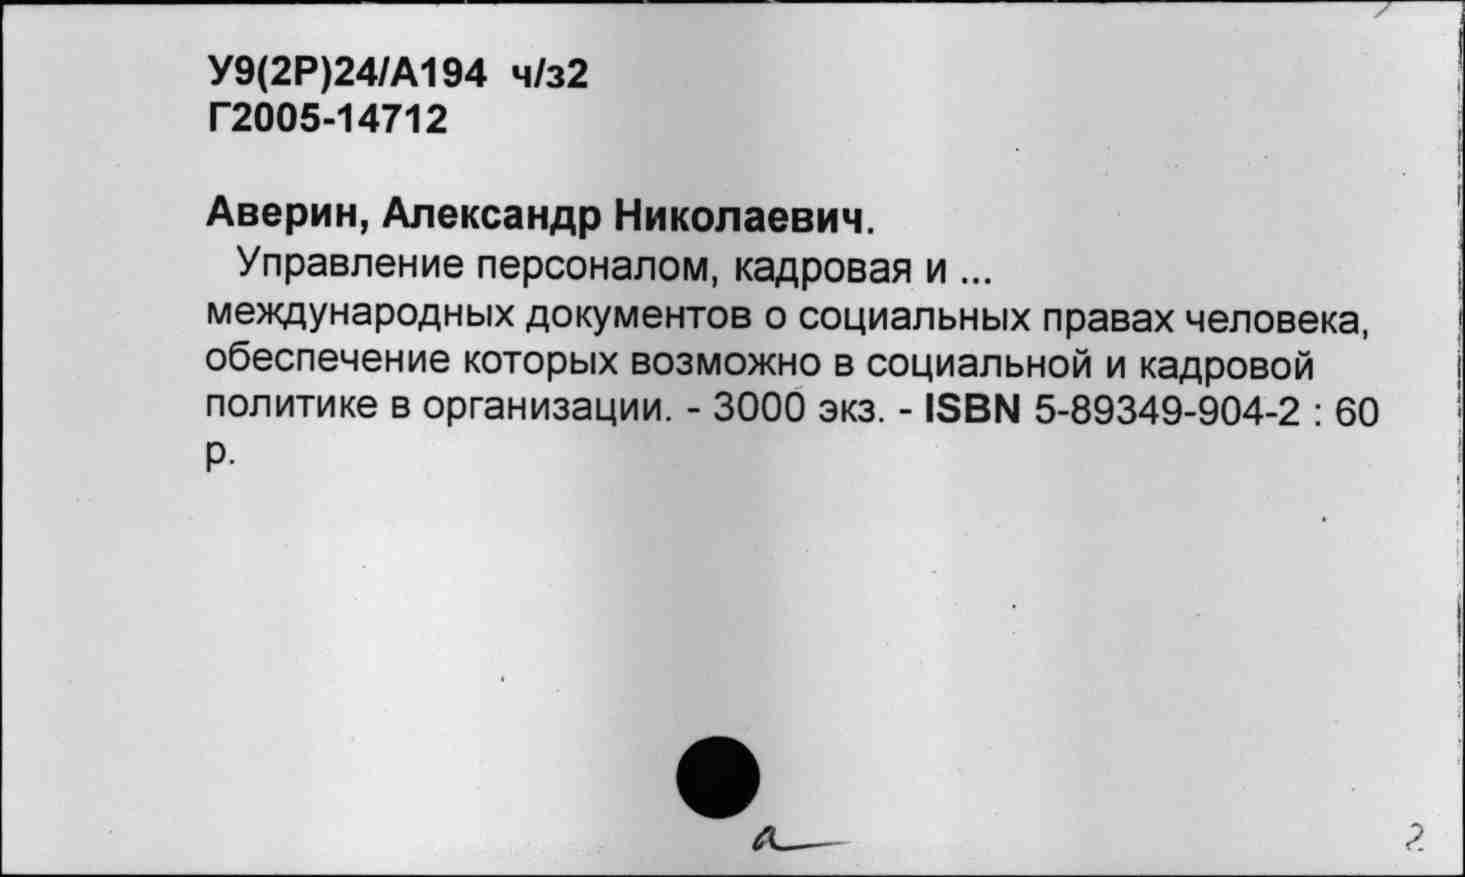 У9(2Р)24/А194 ч/з2
Г2005-14712
Аверин, Александр Николаевич.
Управление персоналом, кадровая и ...
международных документов о социальных правах человека,
обеспечение которых возможно в социальной и кадровой
политике в организации. - 3000 экз. - ISBN 5-89349-904-2 : 60
р.
2